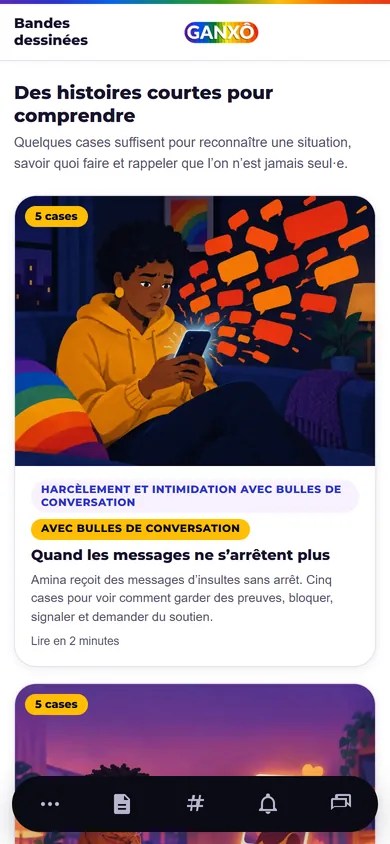 Bandes
dessinées
GANXÔ
Des histoires courtes pour
comprendre
Quelques cases suffisent pour reconnaître une situation,
savoir quoi faire et rappeler que l’on n’est jamais seul·e.
5 cases
HARCÈLEMENT ET INTIMIDATION AVEC BULLES DE
CONVERSATION
AVEC BULLES DE CONVERSATION
Quand les messages ne s’arrêtent plus
Amina reçoit des messages d’insultes sans arrêt. Cinq
cases pour voir comment garder des preuves, bloquer,
signaler et demander du soutien.
Lire en 2 minutes
5 cases